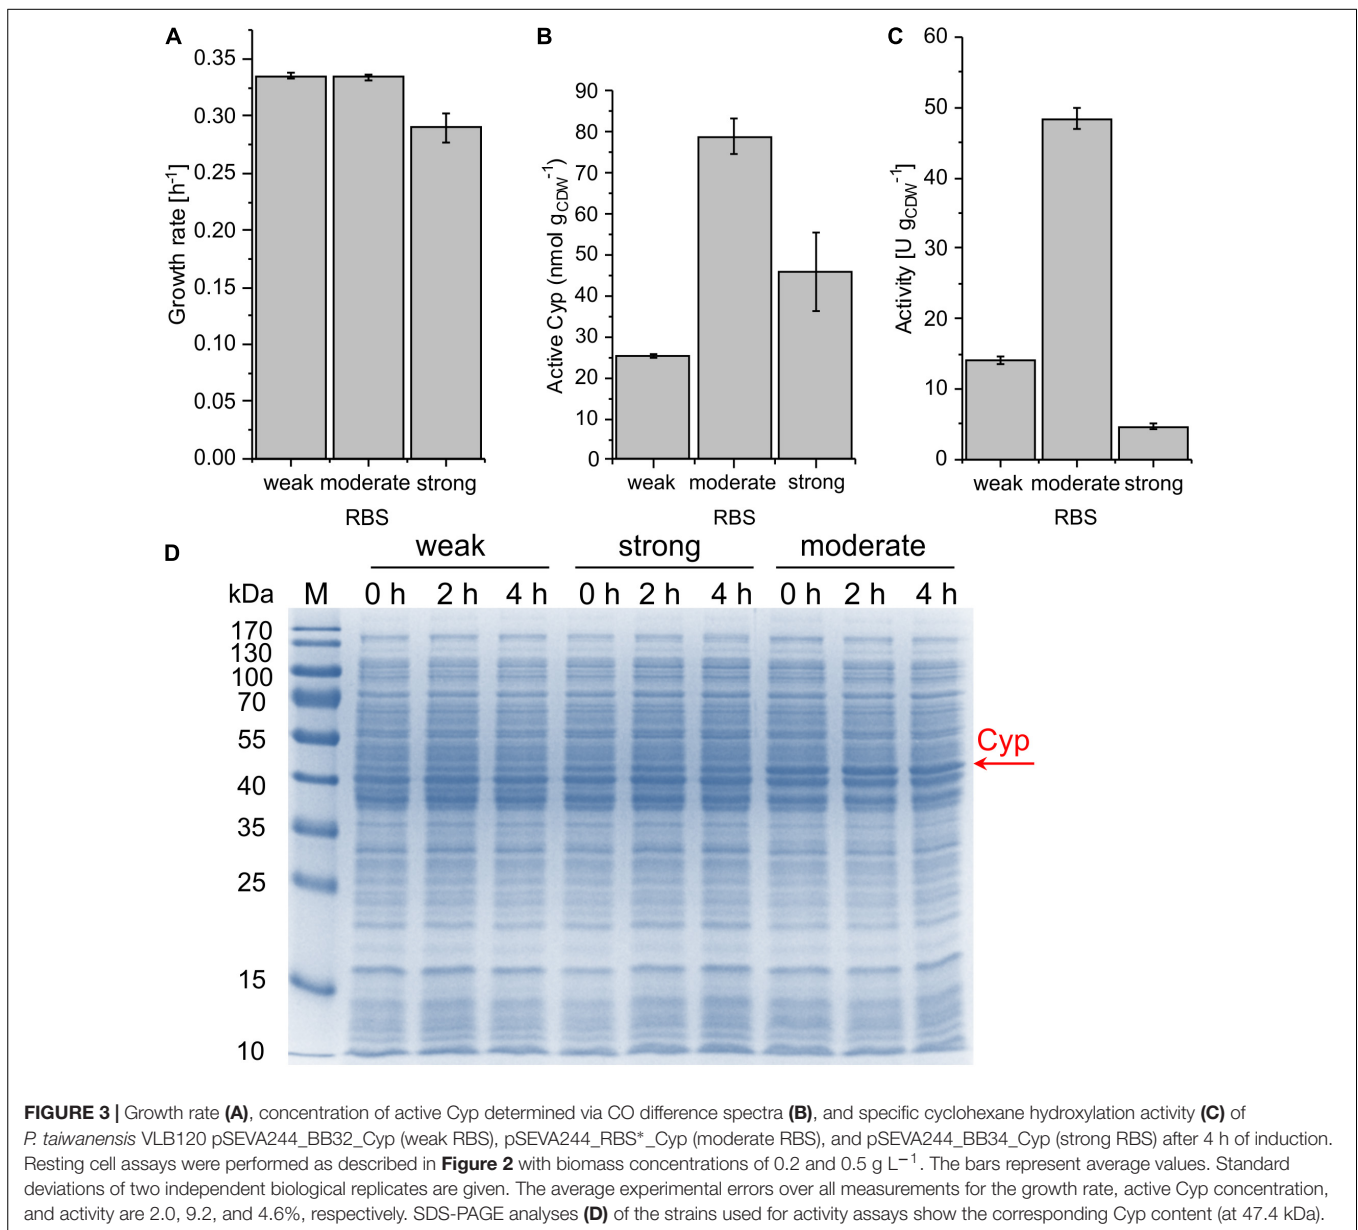 A
0.35
0.30
0.25
0.20
0.15
0.10
0.05
0.00
Growth rate [h⁻¹]
weak moderate strong
RBS
B
90
80
70
60
50
40
30
20
10
0
Active Cyp (nmol g_CDW⁻¹)
weak moderate strong
RBS
C
60
50
40
30
20
10
0
Activity [U g_CDW⁻¹]
weak moderate strong
RBS
D
weak strong moderate
kDa M 0 h 2 h 4 h 0 h 2 h 4 h 0 h 2 h 4 h
170
130
100
70
55
Cyp
40
35
25
15
10
FIGURE 3 | Growth rate (A), concentration of active Cyp determined via CO difference spectra (B), and specific cyclohexane hydroxylation activity (C) of
P. taiwanensis VLB120 pSEVA244_BB32_Cyp (weak RBS), pSEVA244_RBS*_Cyp (moderate RBS), and pSEVA244_BB34_Cyp (strong RBS) after 4 h of induction.
Resting cell assays were performed as described in Figure 2 with biomass concentrations of 0.2 and 0.5 g L⁻¹. The bars represent average values. Standard
deviations of two independent biological replicates are given. The average experimental errors over all measurements for the growth rate, active Cyp concentration,
and activity are 2.0, 9.2, and 4.6%, respectively. SDS-PAGE analyses (D) of the strains used for activity assays show the corresponding Cyp content (at 47.4 kDa).